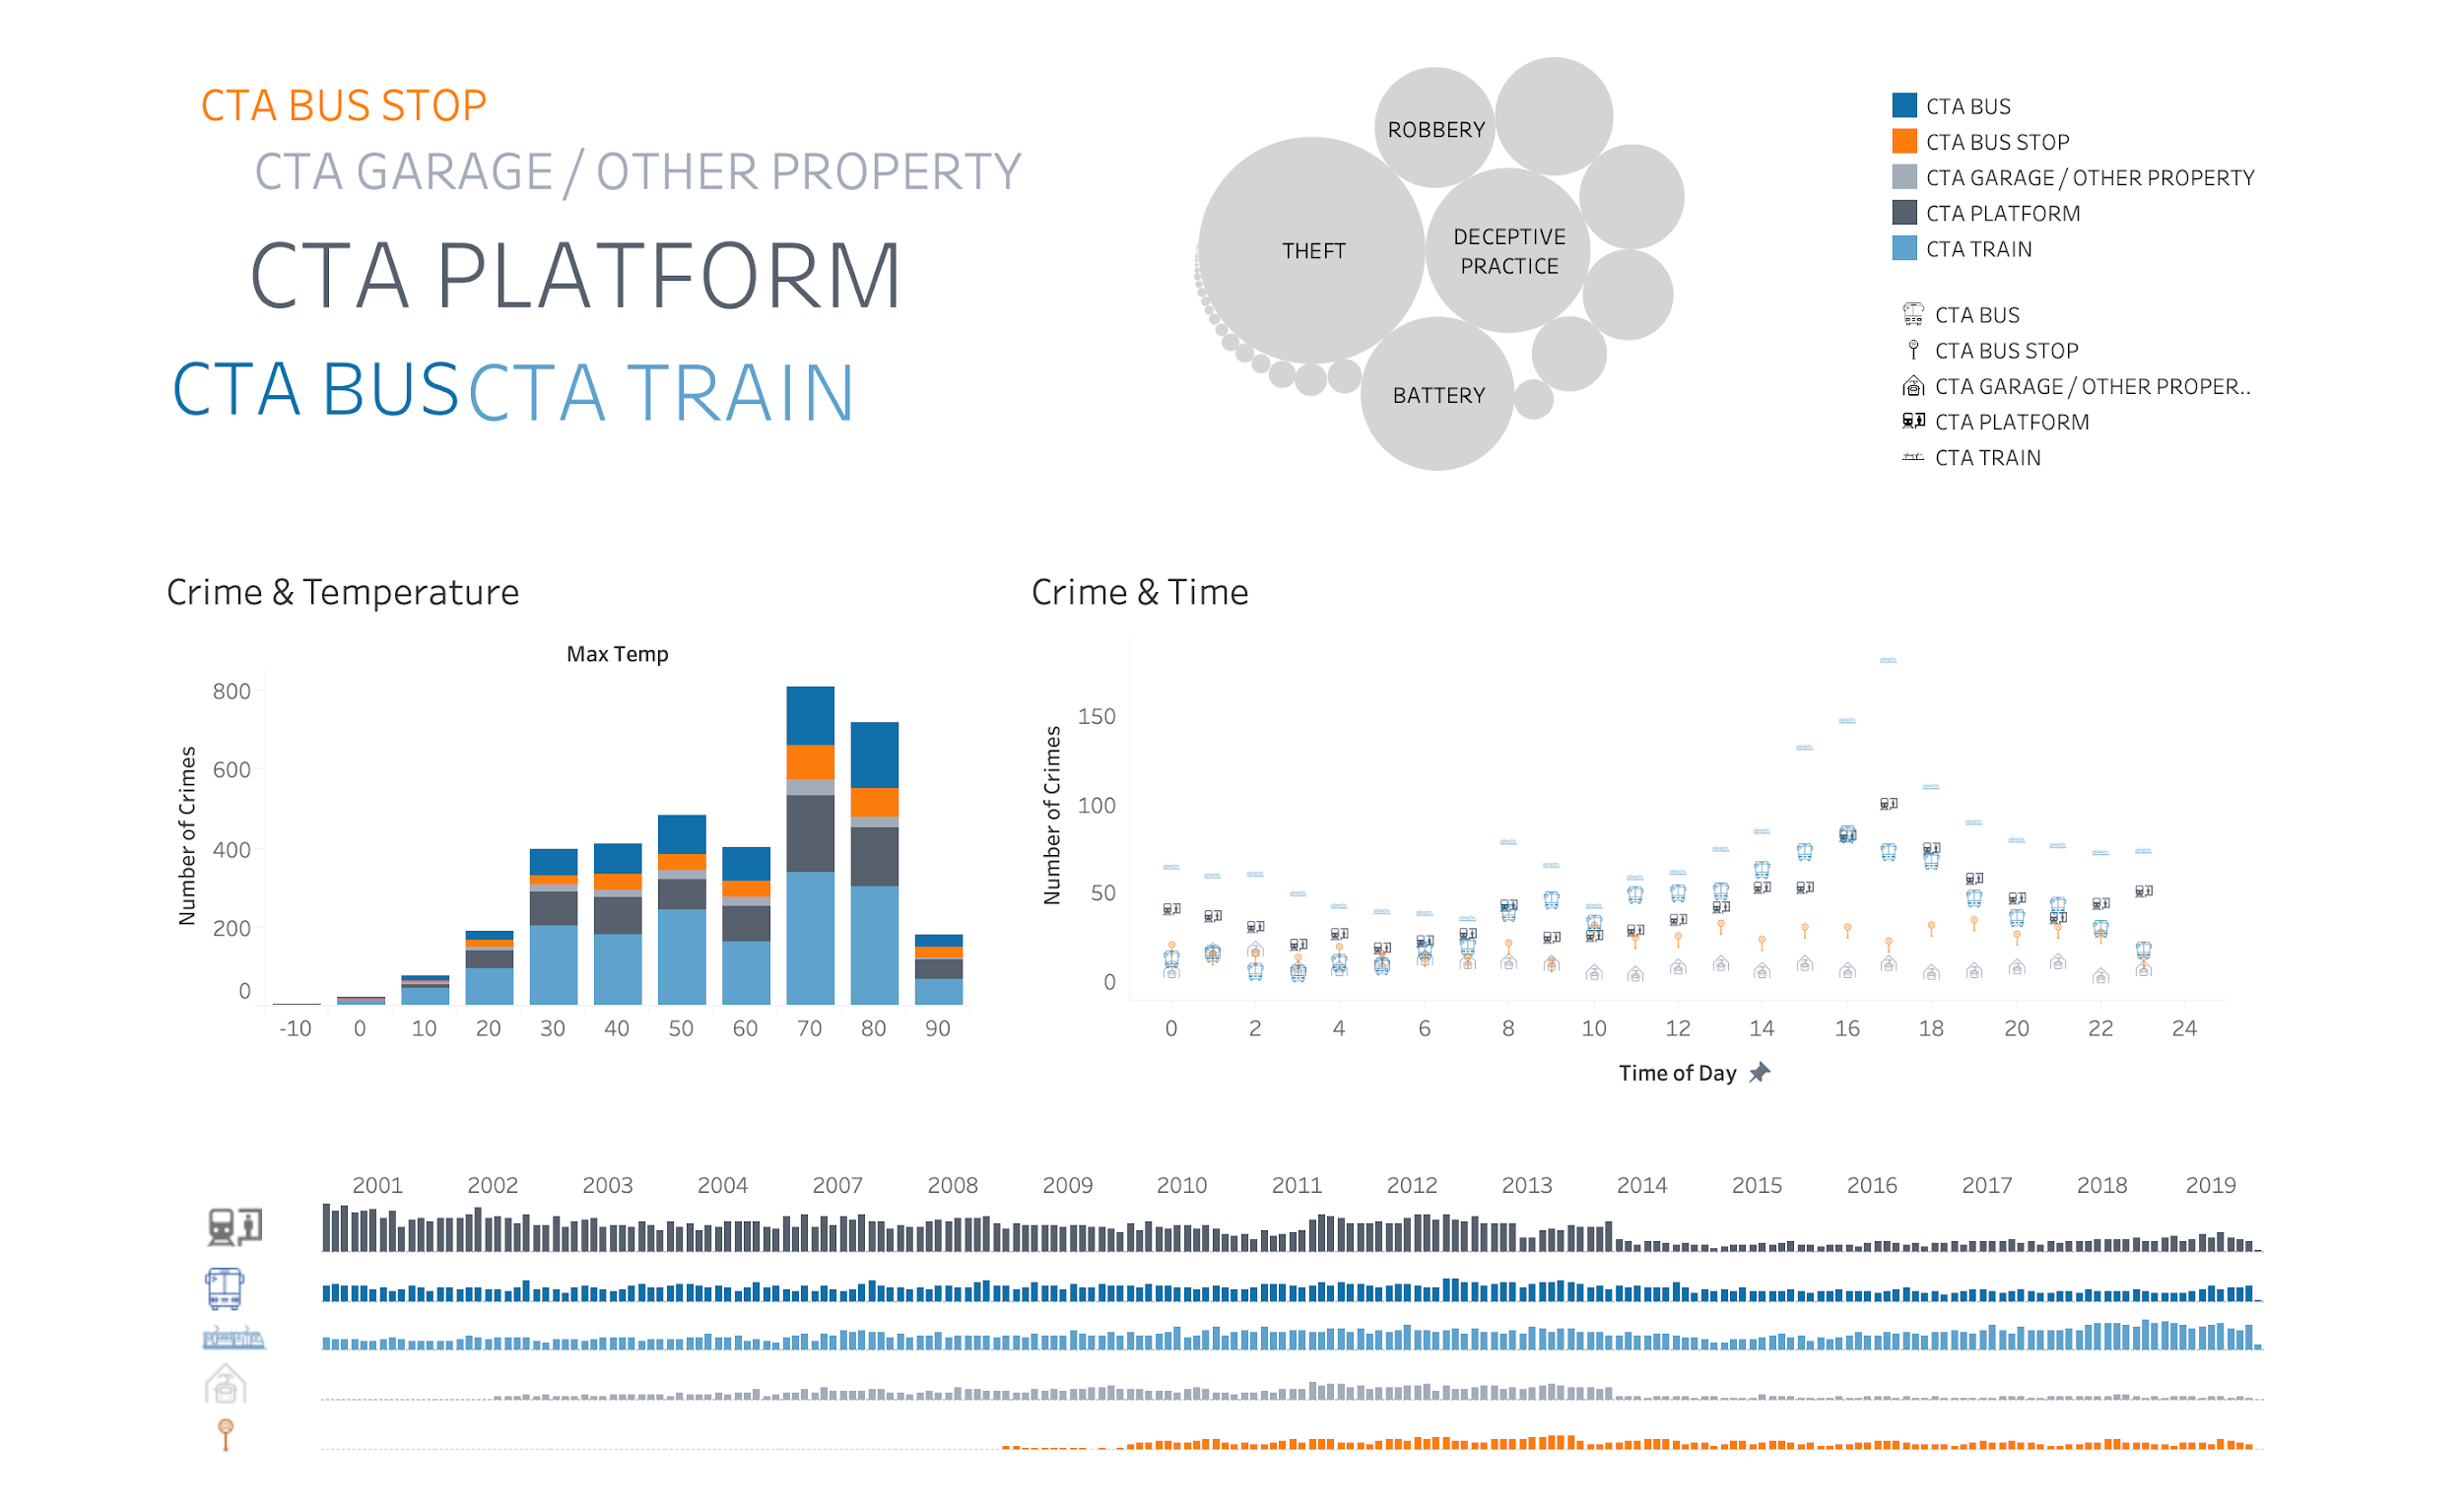 CTA BUS STOP
CTA GARAGE / OTHER PROPERTY
CTA PLATFORM
CTA BUS CTA TRAIN
ROBBERY
THEFT
DECEPTIVE
PRACTICE
BATTERY
CTA BUS
CTA BUS STOP
CTA GARAGE / OTHER PROPERTY
CTA PLATFORM
CTA TRAIN
CTA BUS
CTA BUS STOP
CTA GARAGE / OTHER PROPER..
CTA PLATFORM
CTA TRAIN
Crime & Temperature
Max Temp
Number of Crimes
800
600
400
200
0
-10 0 10 20 30 40 50 60 70 80 90
Crime & Time
Number of Crimes
150
100
50
0
0 2 4 6 8 10 12 14 16 18 20 22 24
Time of Day
2001 2002 2003 2004 2007 2008 2009 2010 2011 2012 2013 2014 2015 2016 2017 2018 2019